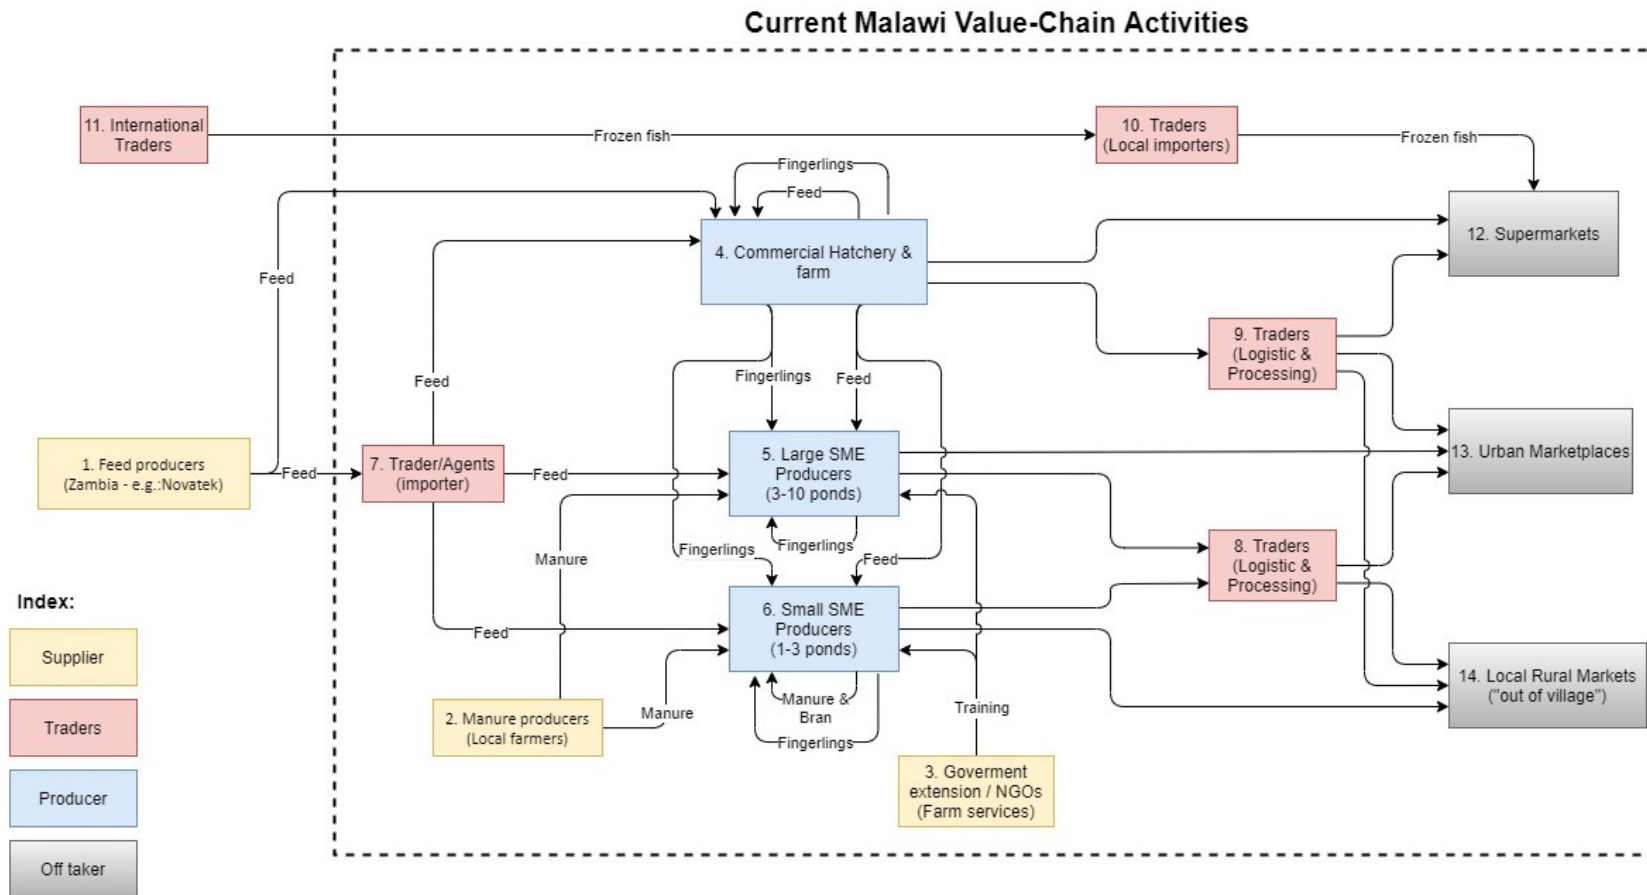 Current Malawi Value-Chain Activities
11. International
Traders
Frozen fish
10. Traders
(Local importers)
Frozen fish
Fingerlings
Feed
4. Commercial Hatchery &
farm
12. Supermarkets
Feed
Feed
Fingerlings
Feed
9. Traders
(Logistic &
Processing)
1. Feed producers
(Zambia - e.g.:Novatek)
Feed
7. Trader/Agents
(importer)
Feed
5. Large SME
Producers
(3-10 ponds)
13. Urban Marketplaces
Manure
Fingerlings
Fingerlings
Feed
8. Traders
(Logistic &
Processing)
Feed
6. Small SME
Producers
(1-3 ponds)
14. Local Rural Markets
("out of village")
2. Manure producers
(Local farmers)
Manure
Manure &
Bran
Fingerlings
Training
3. Goverment
extension / NGOs
(Farm services)
Index:
Supplier
Traders
Producer
Off taker